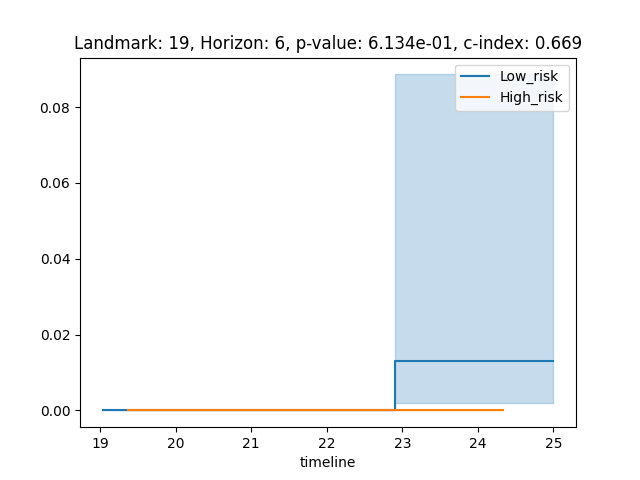 Landmark: 19, Horizon: 6, p-value: 6.134e-01, c-index: 0.669
Low_risk
High_risk
0.08
0.06
0.04
0.02
0.00
19 20 21 22 23 24 25
timeline